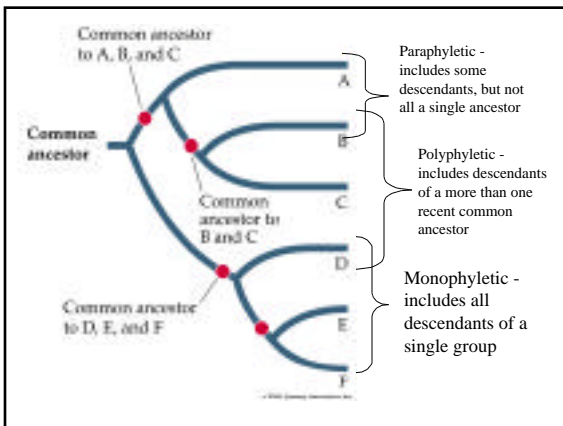 Common ancestor
to A, B, and C
Common
ancestor
A
B
C
Common
ancestor to
B and C
D
Common ancestor
to D, E, and F
E
F
Paraphyletic -
includes some
descendants, but not
all a single ancestor
Polyphyletic -
includes descendants
of a more than one
recent common
ancestor
Monophyletic -
includes all
descendants of a
single group